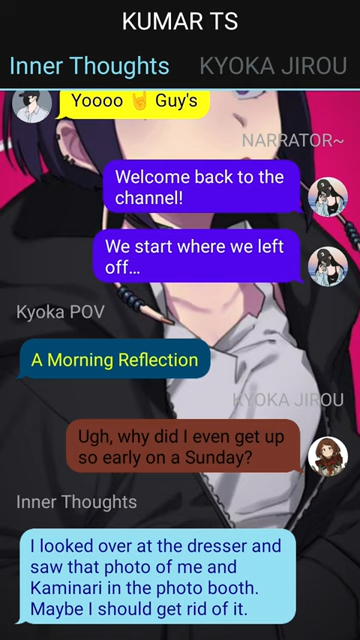 KUMAR TS
Inner Thoughts KYOKA JIROU
Yoooo 🤘 Guy's
NARRATOR~
Welcome back to the
channel!
We start where we left
off...
Kyoka POV
A Morning Reflection
KYOKA JIROU
Ugh, why did I even get up
so early on a Sunday?
Inner Thoughts
I looked over at the dresser and
saw that photo of me and
Kaminari in the photo booth.
Maybe I should get rid of it.